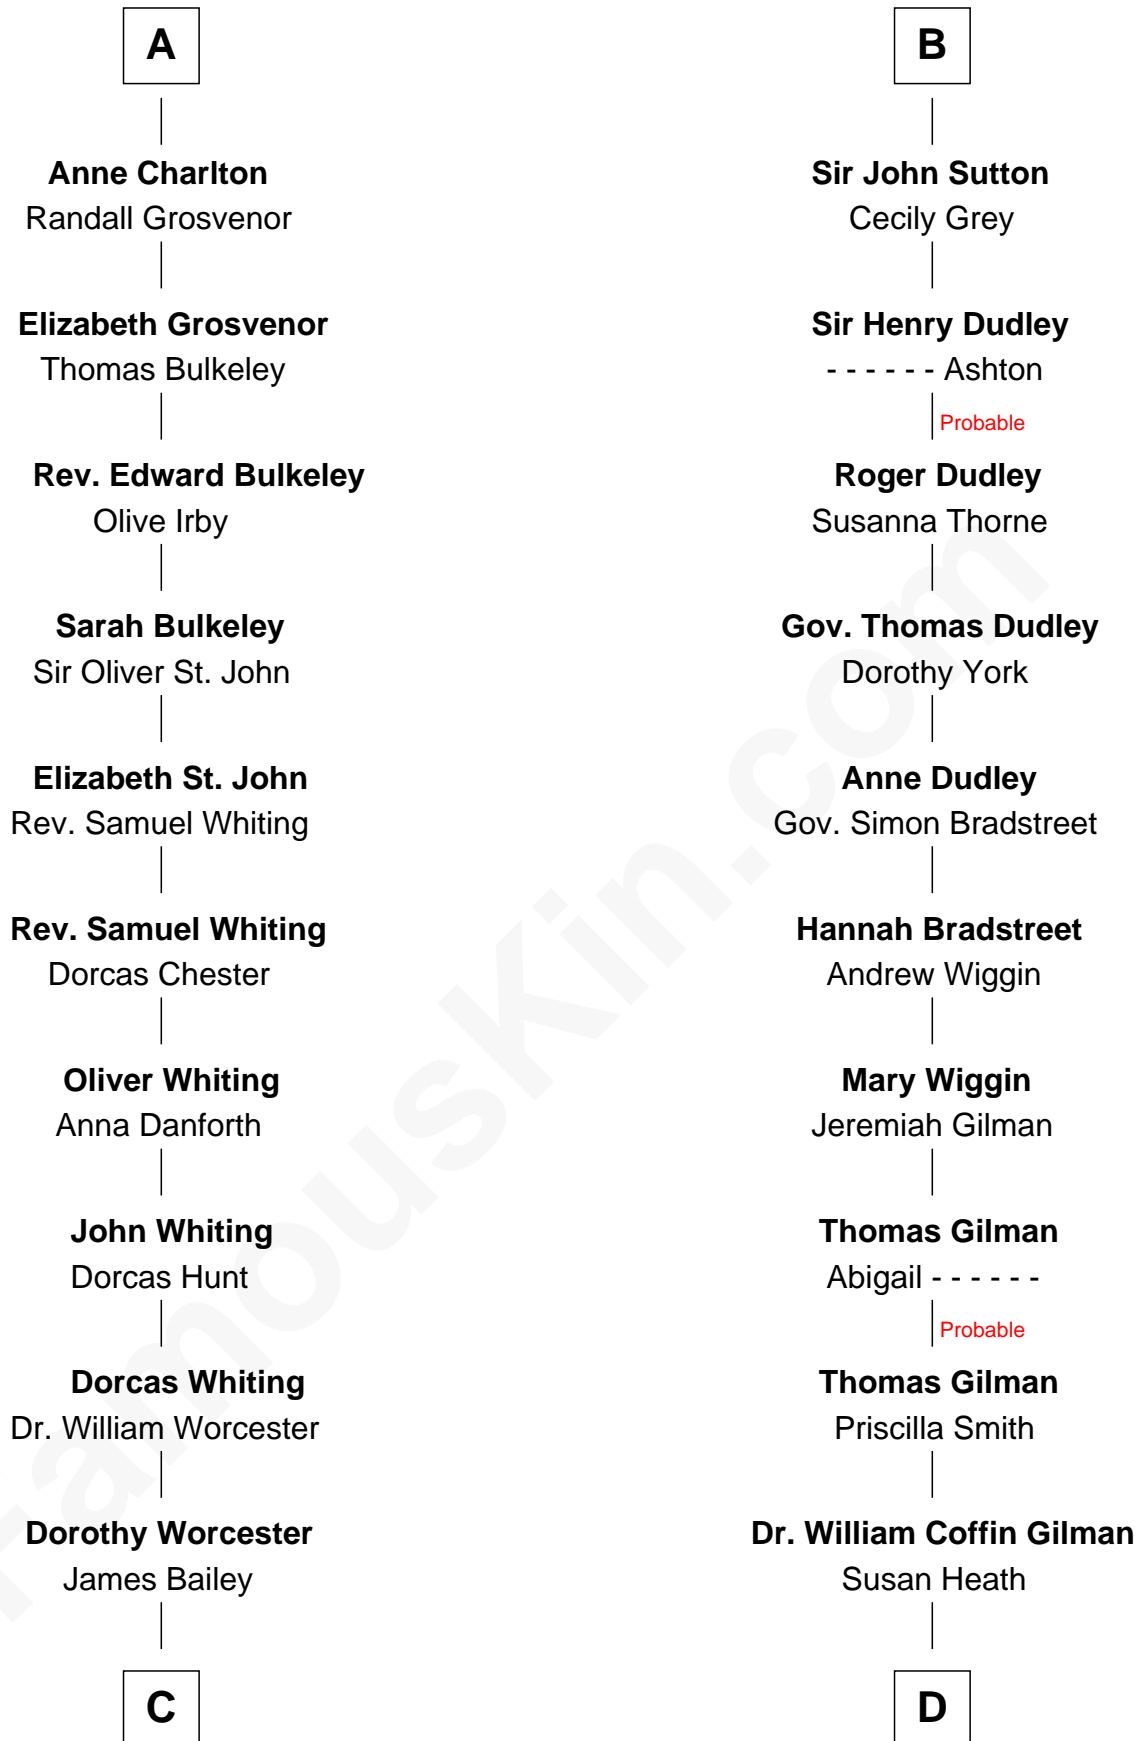 A
Anne Charlton
Randall Grosvenor
Elizabeth Grosvenor
Thomas Bulkeley
Rev. Edward Bulkeley
Olive Irby
Sarah Bulkeley
Sir Oliver St. John
Elizabeth St. John
Rev. Samuel Whiting
Rev. Samuel Whiting
Dorcas Chester
Oliver Whiting
Anna Danforth
John Whiting
Dorcas Hunt
Dorcas Whiting
Dr. William Worcester
Dorothy Worcester
James Bailey
C
B
Sir John Sutton
Cecily Grey
Sir Henry Dudley
- - - - - - Ashton
Probable
Roger Dudley
Susanna Thorne
Gov. Thomas Dudley
Dorothy York
Anne Dudley
Gov. Simon Bradstreet
Hannah Bradstreet
Andrew Wiggin
Mary Wiggin
Jeremiah Gilman
Thomas Gilman
Abigail - - - - - -
Probable
Thomas Gilman
Priscilla Smith
Dr. William Coffin Gilman
Susan Heath
D
FamousKin.com